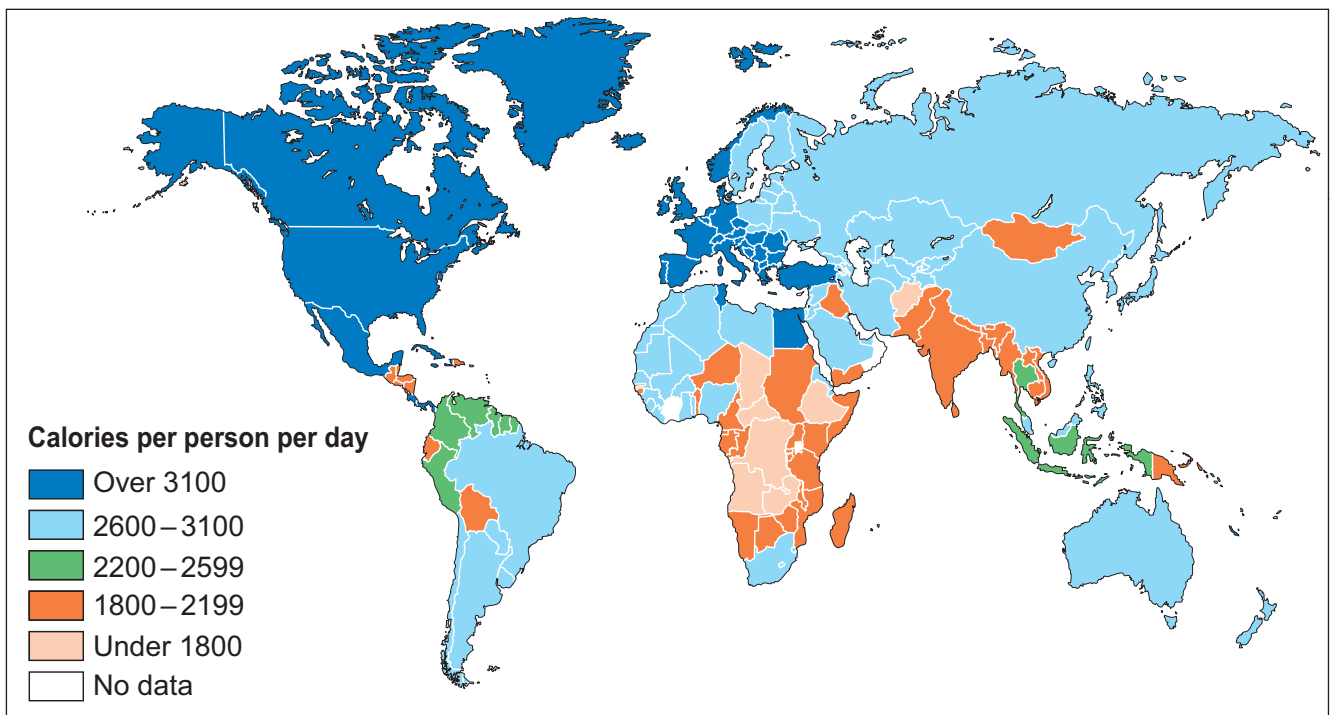 Calories per person per day
Over 3100
2600–3100
2200–2599
1800–2199
Under 1800
No data